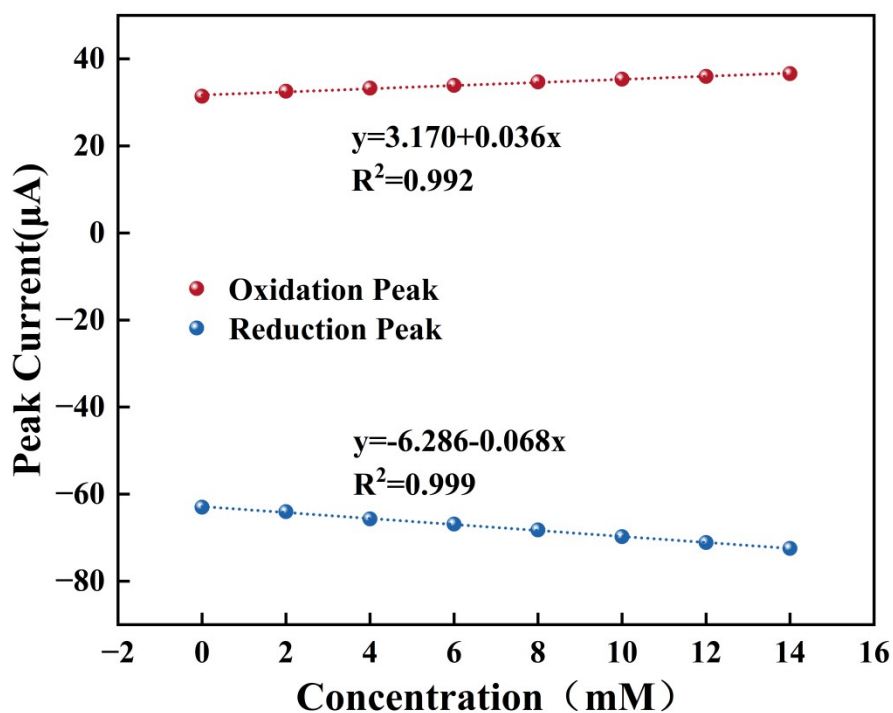 40
20
0
−20
−40
−60
−80
Peak Current(μA)
y=3.170+0.036x
R²=0.992
Oxidation Peak
Reduction Peak
y=-6.286-0.068x
R²=0.999
−2 0 2 4 6 8 10 12 14 16
Concentration（mM）